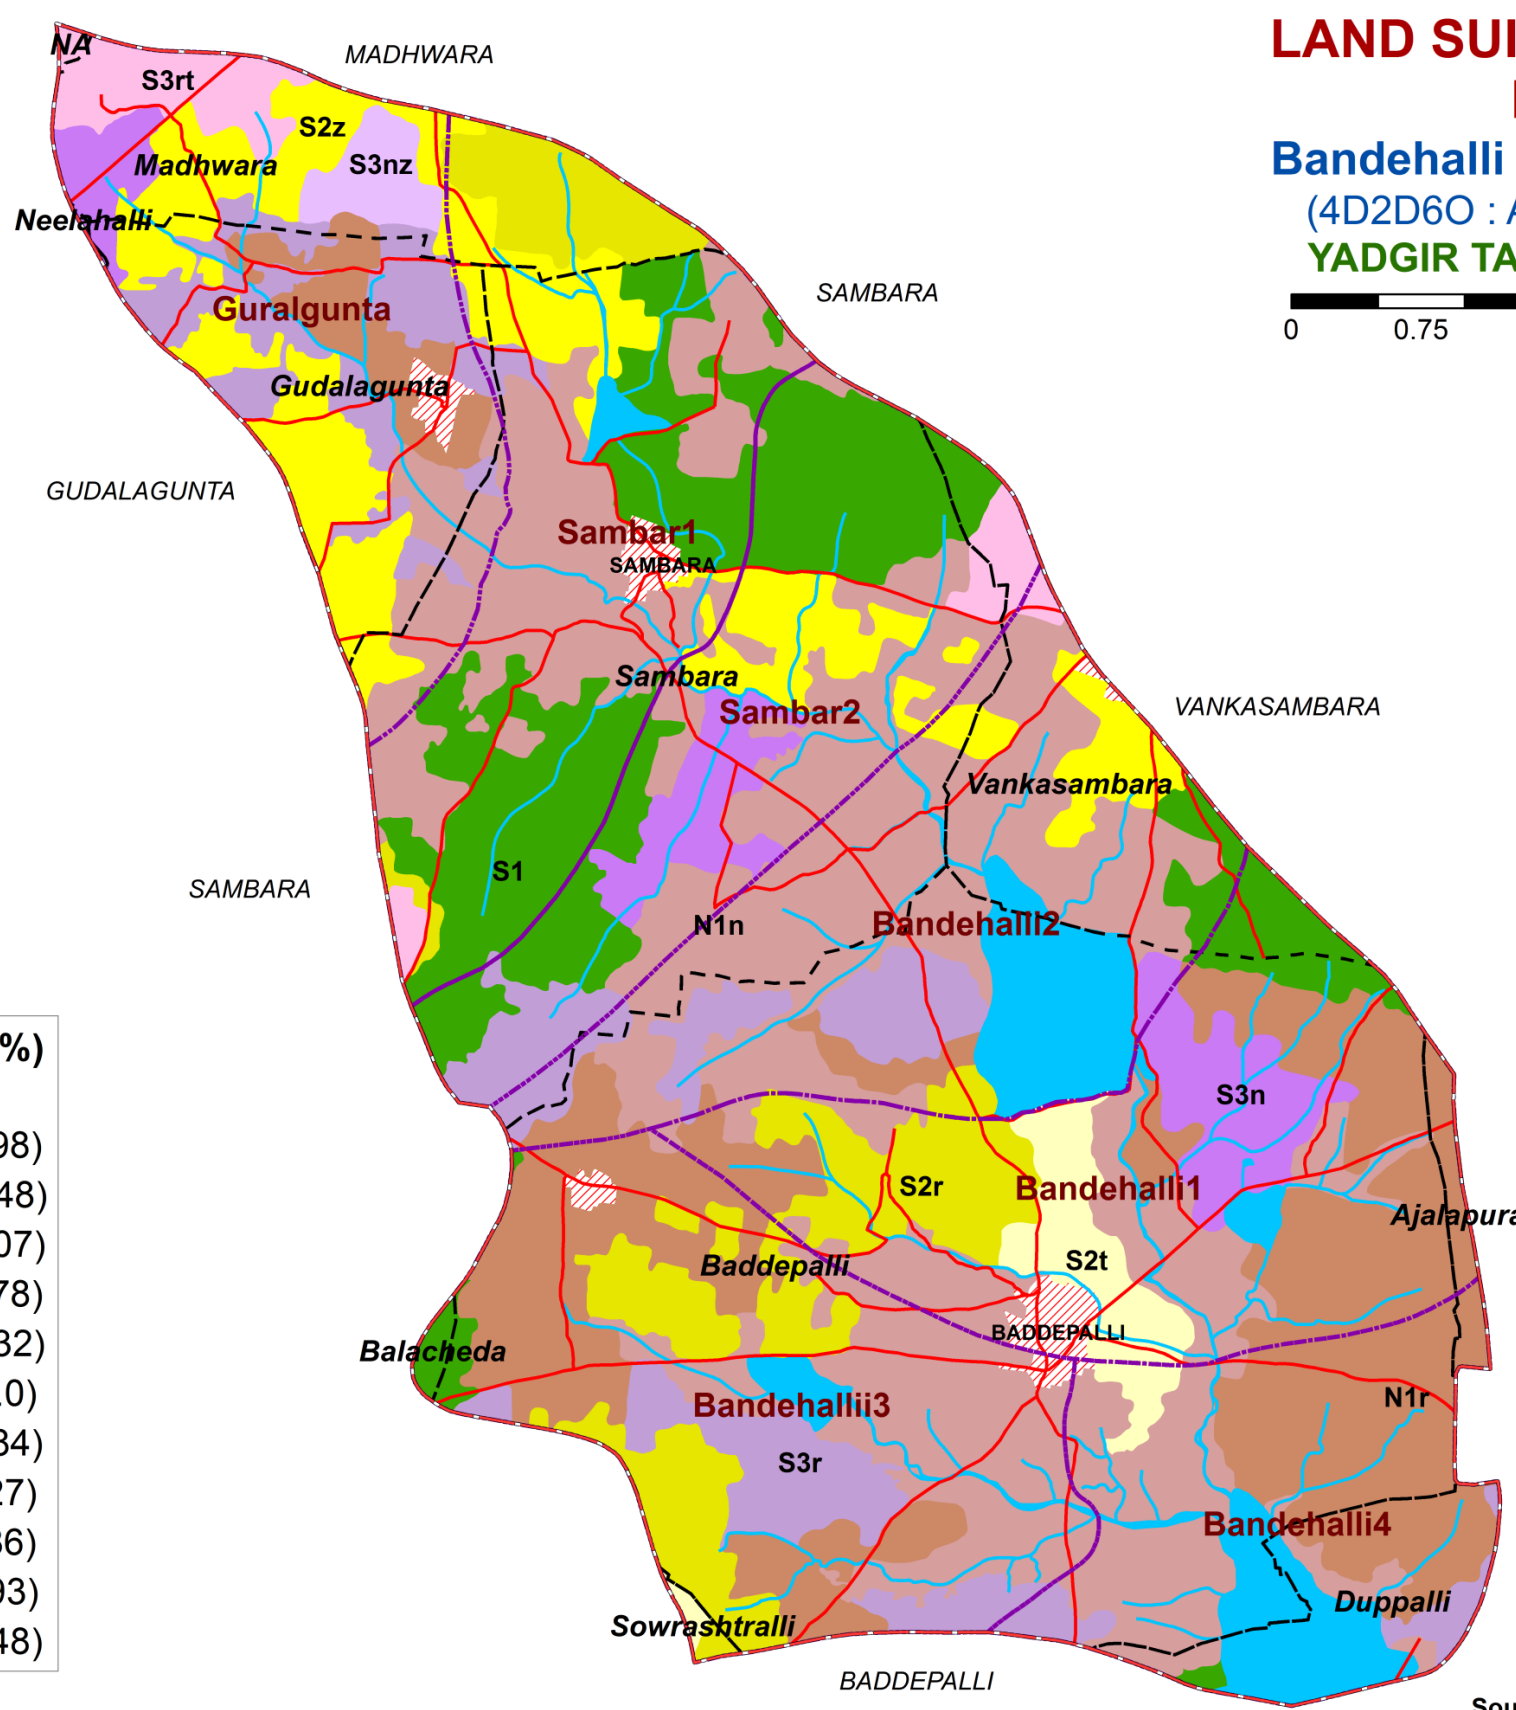 LAND SUI
Bandehalli
(4D2D6O : A
YADGIR TA
0 0.75
NA
MADHWARA
S3rt
S2z
S3nz
Madhwara
Neelahalli
SAMBARA
Guralgunta
Gudalagunta
GUDALAGUNTA
Sambar1
SAMBARA
Sambara
Sambar2
VANKASAMBARA
Vankasambara
S1
SAMBARA
N1n
Bandehalli2
%)
98)
48)
07)
78)
32)
10)
34)
27)
36)
93)
48)
S3n
S2r
Bandehalli1
Ajalapura
S2t
Baddepalli
BADDEPALLI
Balacheda
N1r
Bandehallii3
S3r
Bandehalli4
Duppalli
Sowrashtralli
BADDEPALLI
Sou